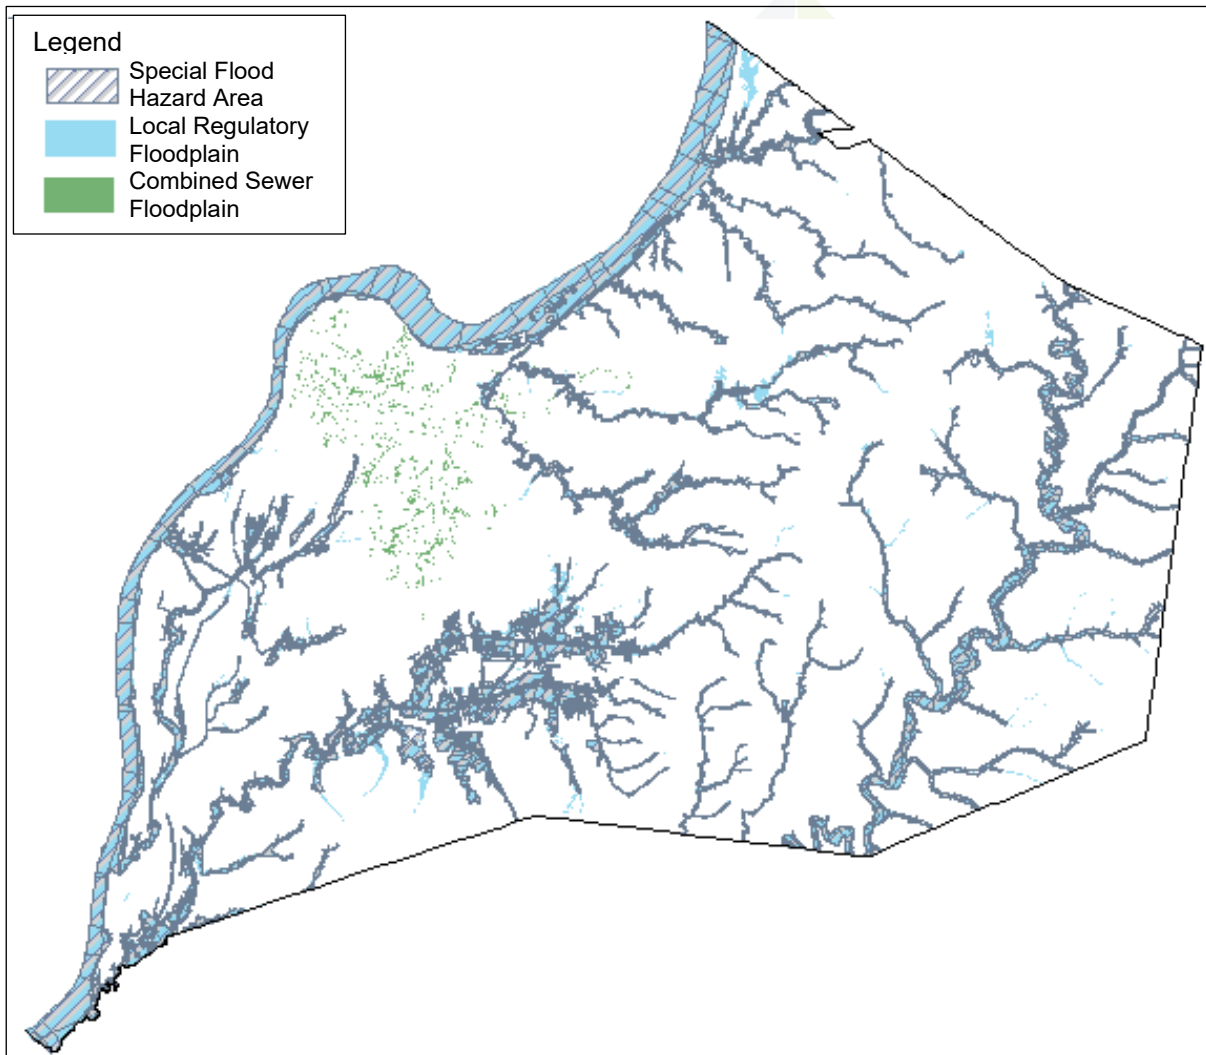 Legend
Special Flood
Hazard Area
Local Regulatory
Floodplain
Combined Sewer
Floodplain